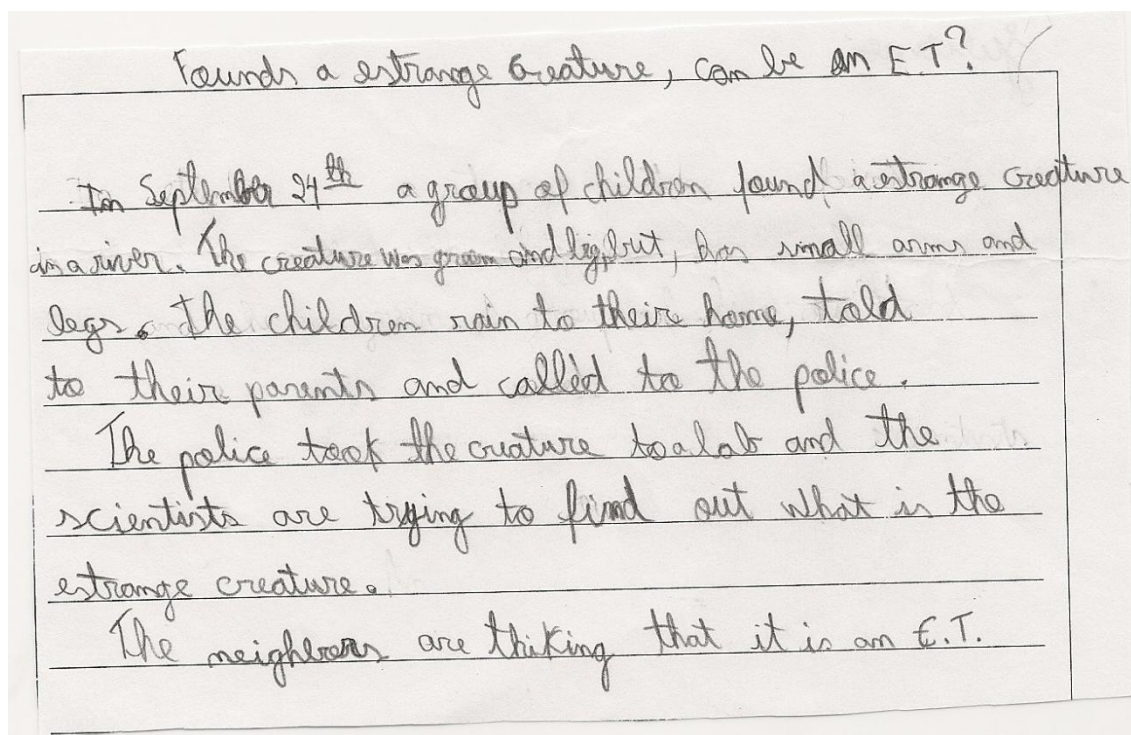 Founds a estrange Creature, can be an E.T?
In September 24th a group of children found a estrange creature
in a river. The creature was green and big, but, has small arms and
legs. The children rain to theire home, told
to their parents and called to the police.
The police took the creature to a lab and the
scientists are trying to find out what is the
estrange creature.
The neighbors are thiking that it is an E.T.